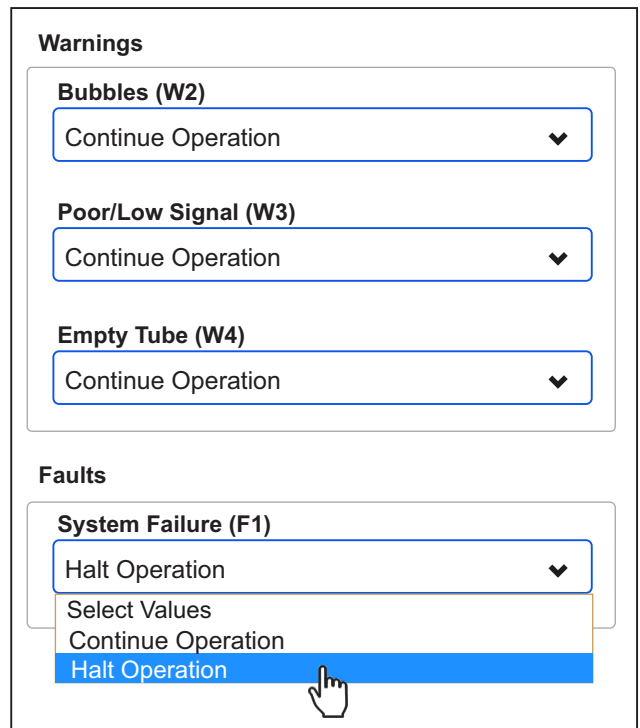 Warnings
Bubbles (W2)
Continue Operation
Poor/Low Signal (W3)
Continue Operation
Empty Tube (W4)
Continue Operation
Faults
System Failure (F1)
Halt Operation
Select Values
Continue Operation
Halt Operation